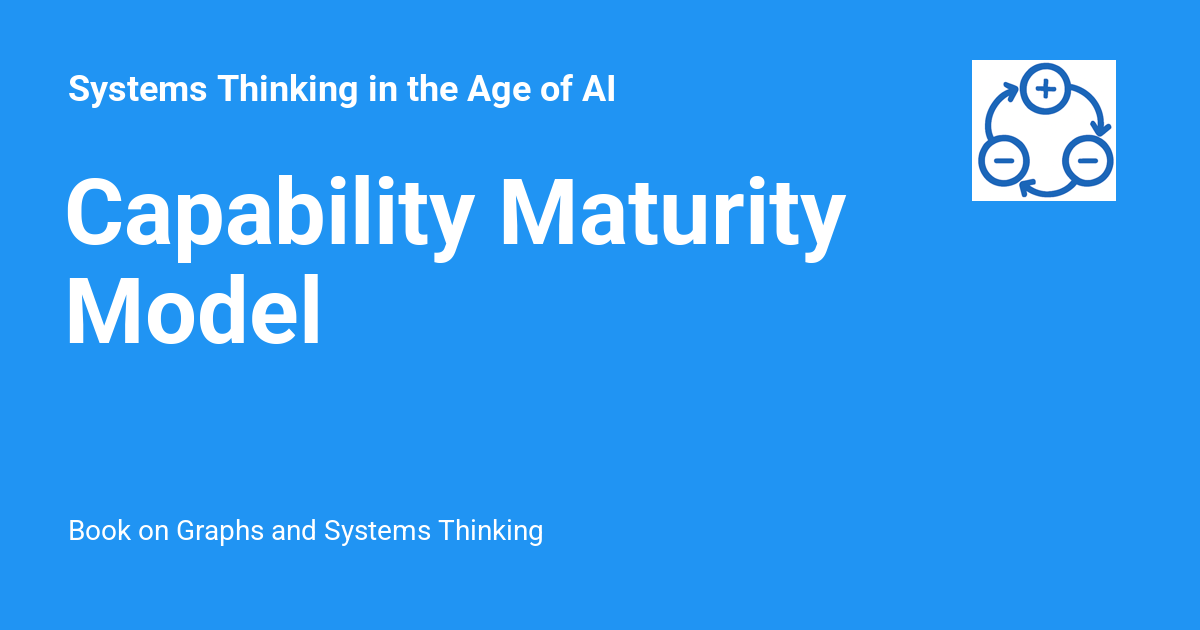 Systems Thinking in the Age of AI
Capability Maturity
Model
Book on Graphs and Systems Thinking